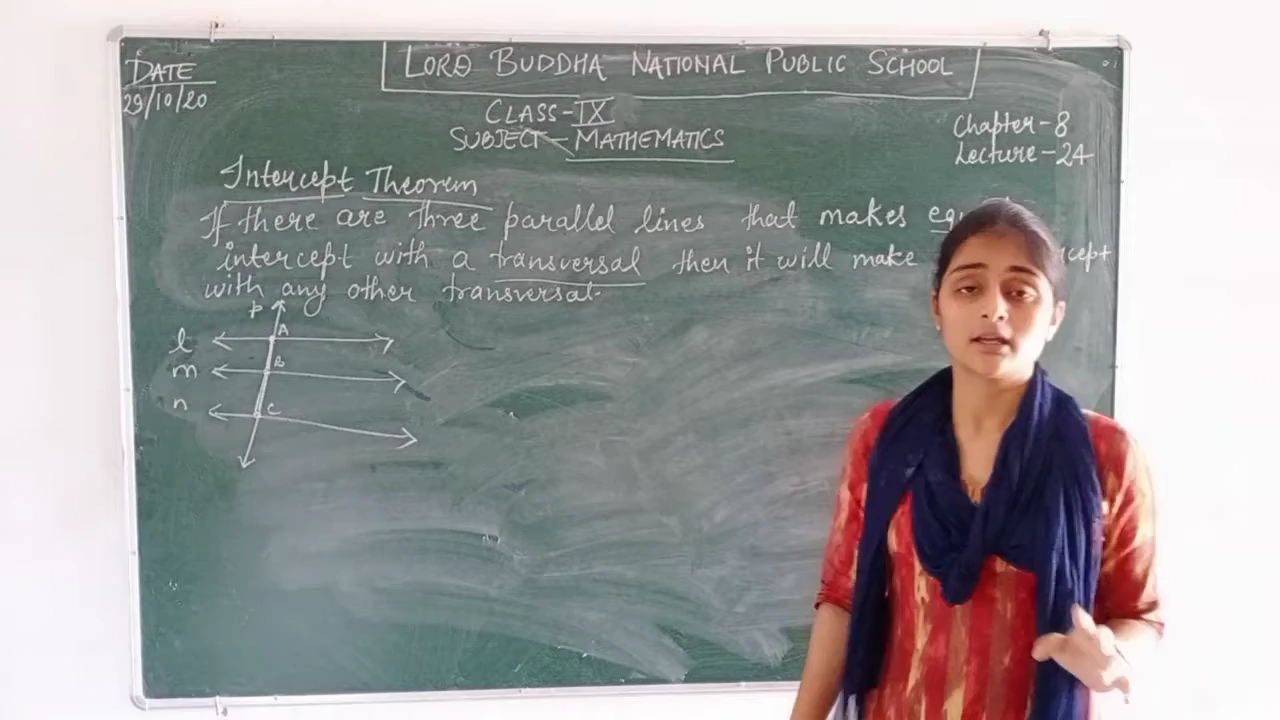 LORD BUDDHA NATIONAL PUBLIC SCHOOL
DATE
29/10/20
CLASS-IX
SUBJECT-MATHEMATICS
Chapter-8
Lecture-24
Intercept Theorem
If there are three parallel lines that makes
intercept with a transversal then it will make
with any other transversal.
p
A
l
B
m
C
n